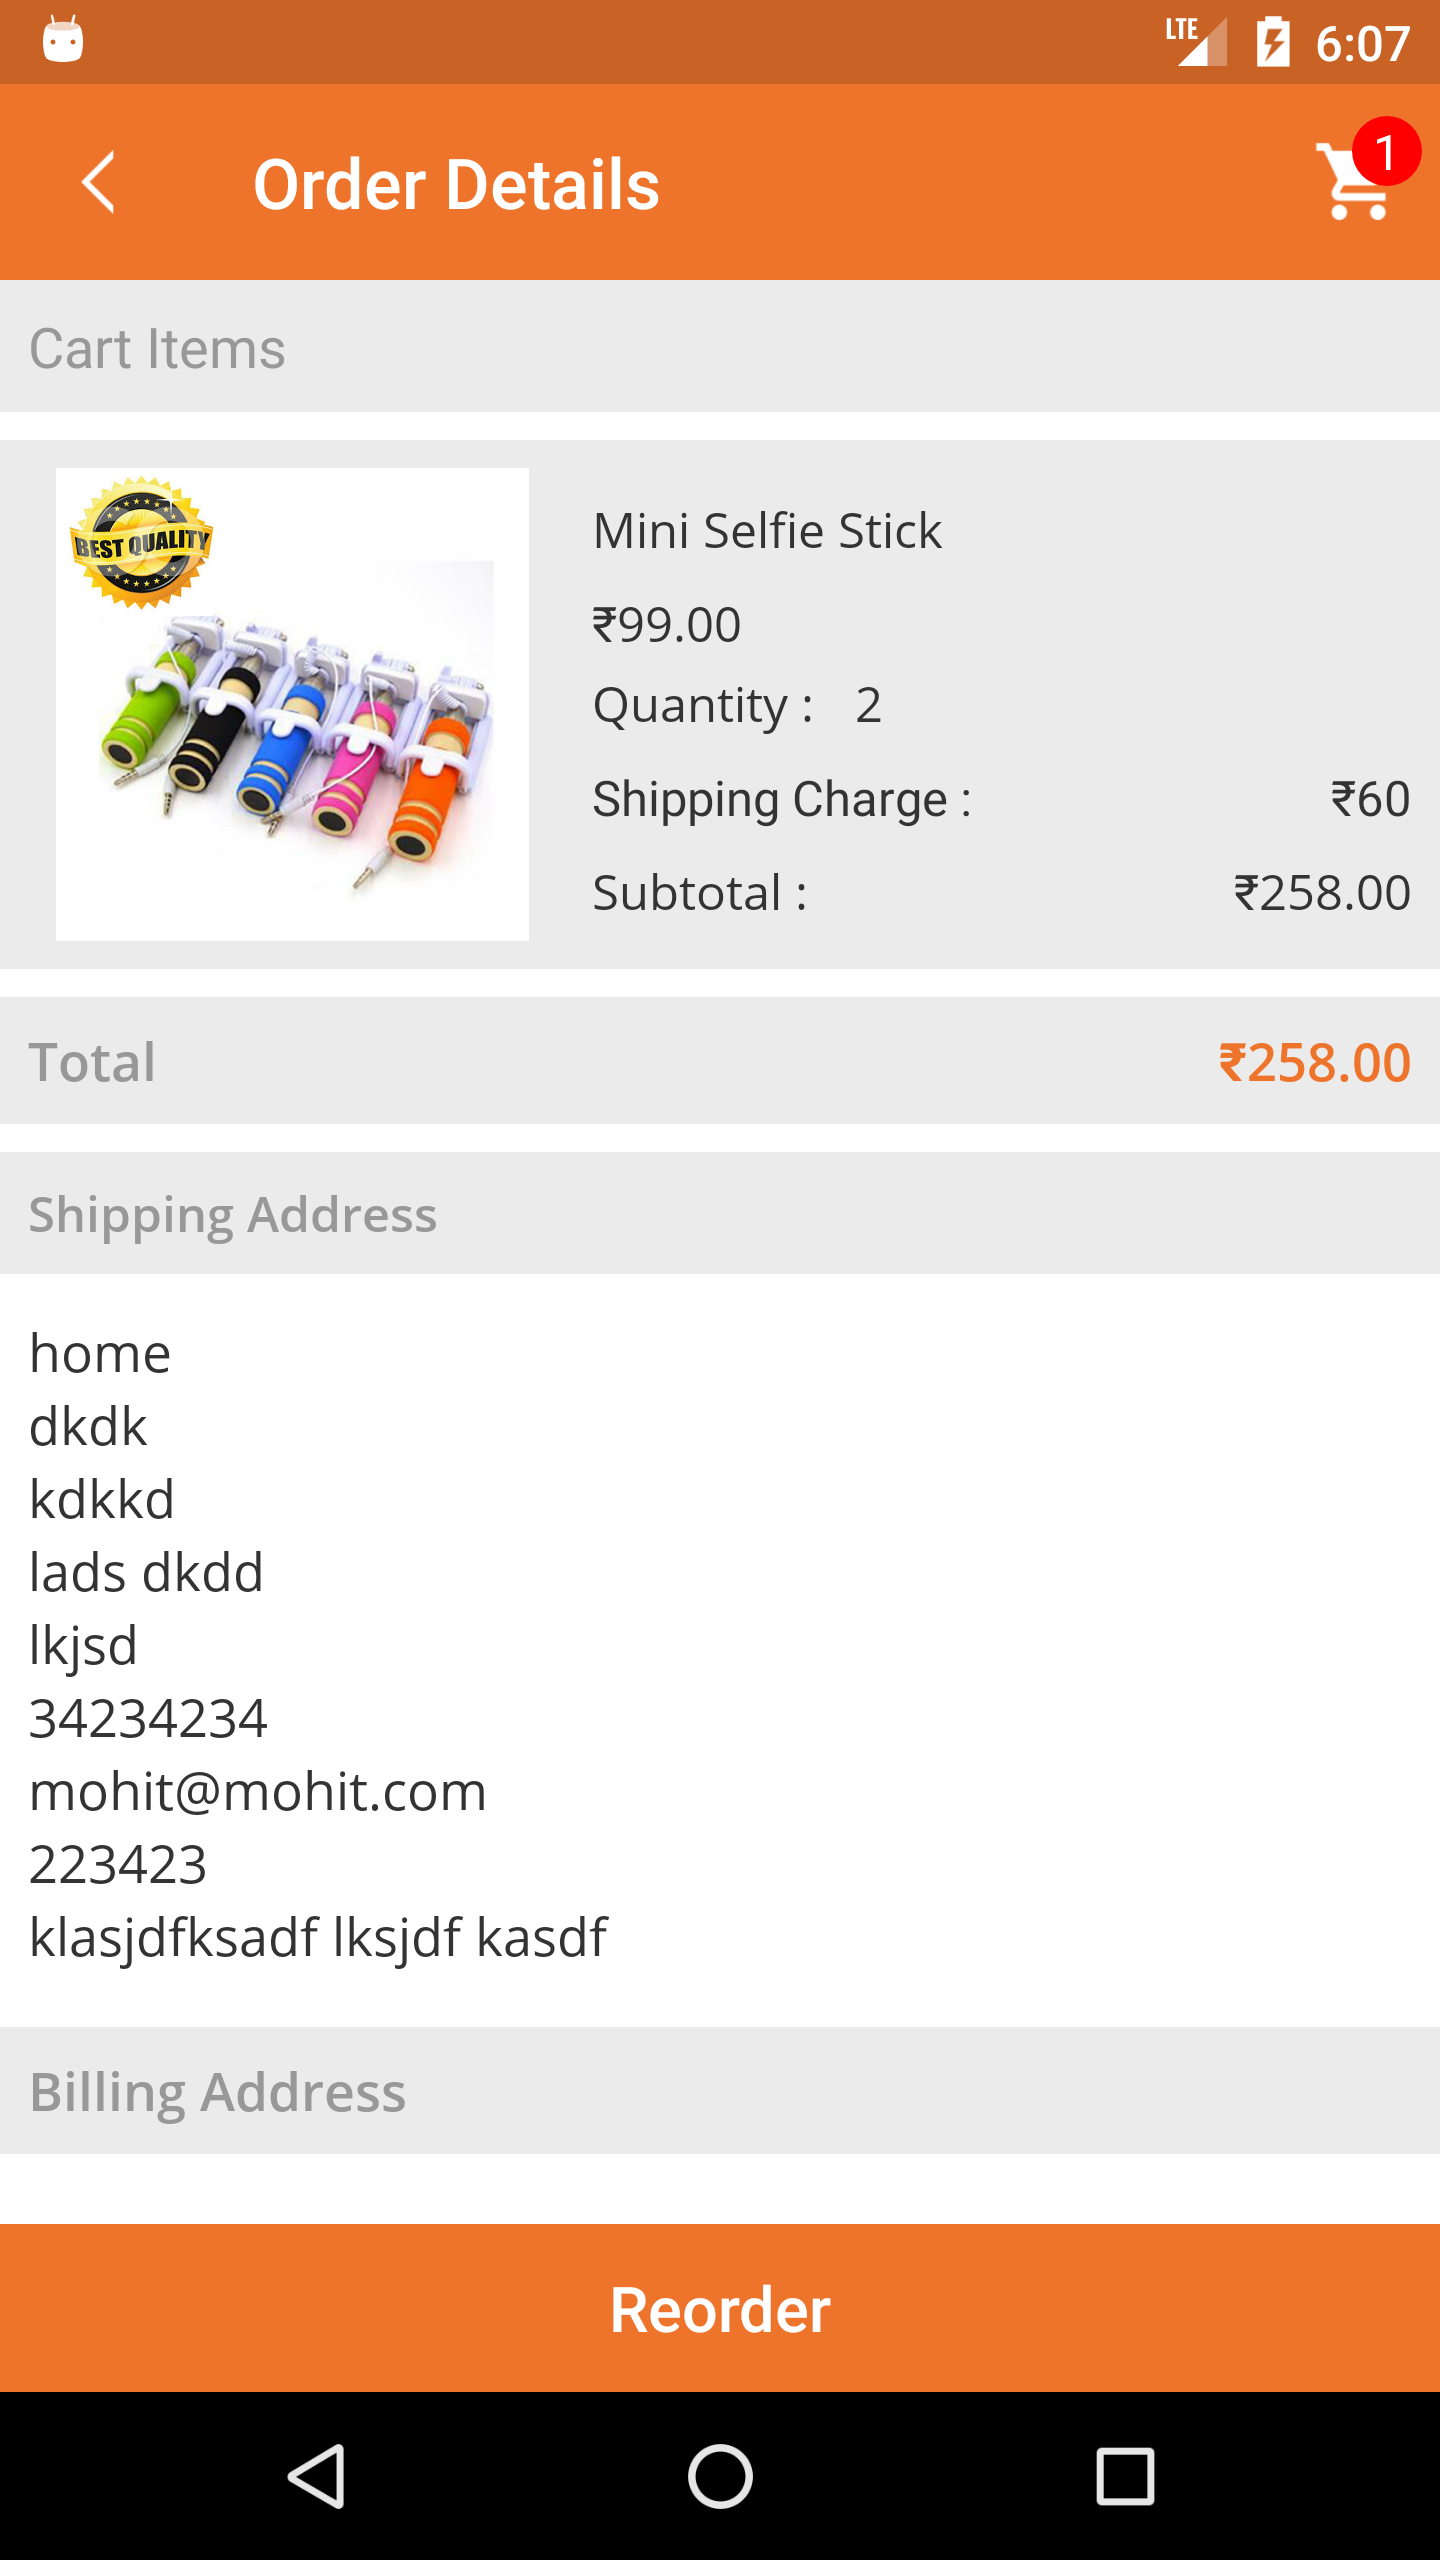 LTE 6:07
Order Details 1
Cart Items
BEST QUALITY
Mini Selfie Stick
₹99.00
Quantity : 2
Shipping Charge : ₹60
Subtotal : ₹258.00
Total ₹258.00
Shipping Address
home
dkdk
kdkkd
lads dkdd
lkjsd
34234234
mohit@mohit.com
223423
klasjdfksadf lksjdf kasdf
Billing Address
Reorder